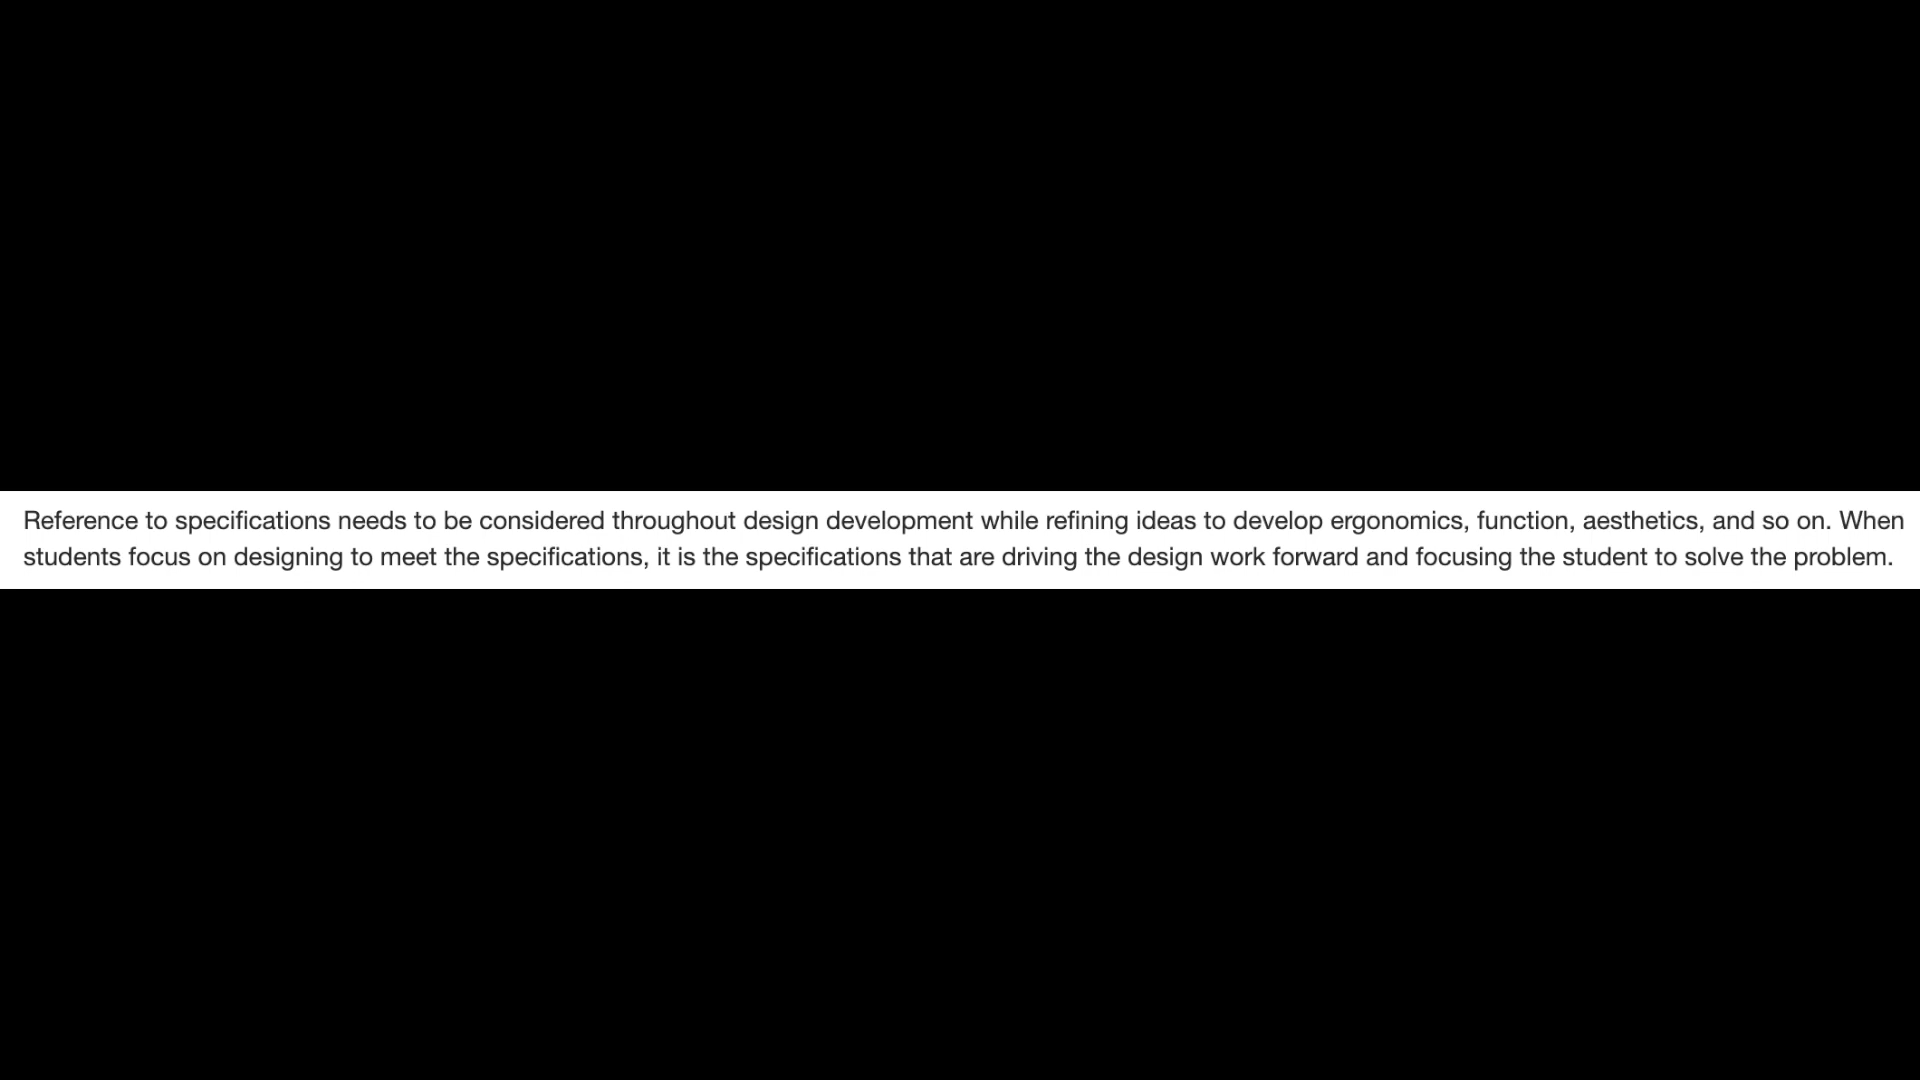 Reference to specifications needs to be considered throughout design development while refining ideas to develop ergonomics, function, aesthetics, and so on. When
students focus on designing to meet the specifications, it is the specifications that are driving the design work forward and focusing the student to solve the problem.